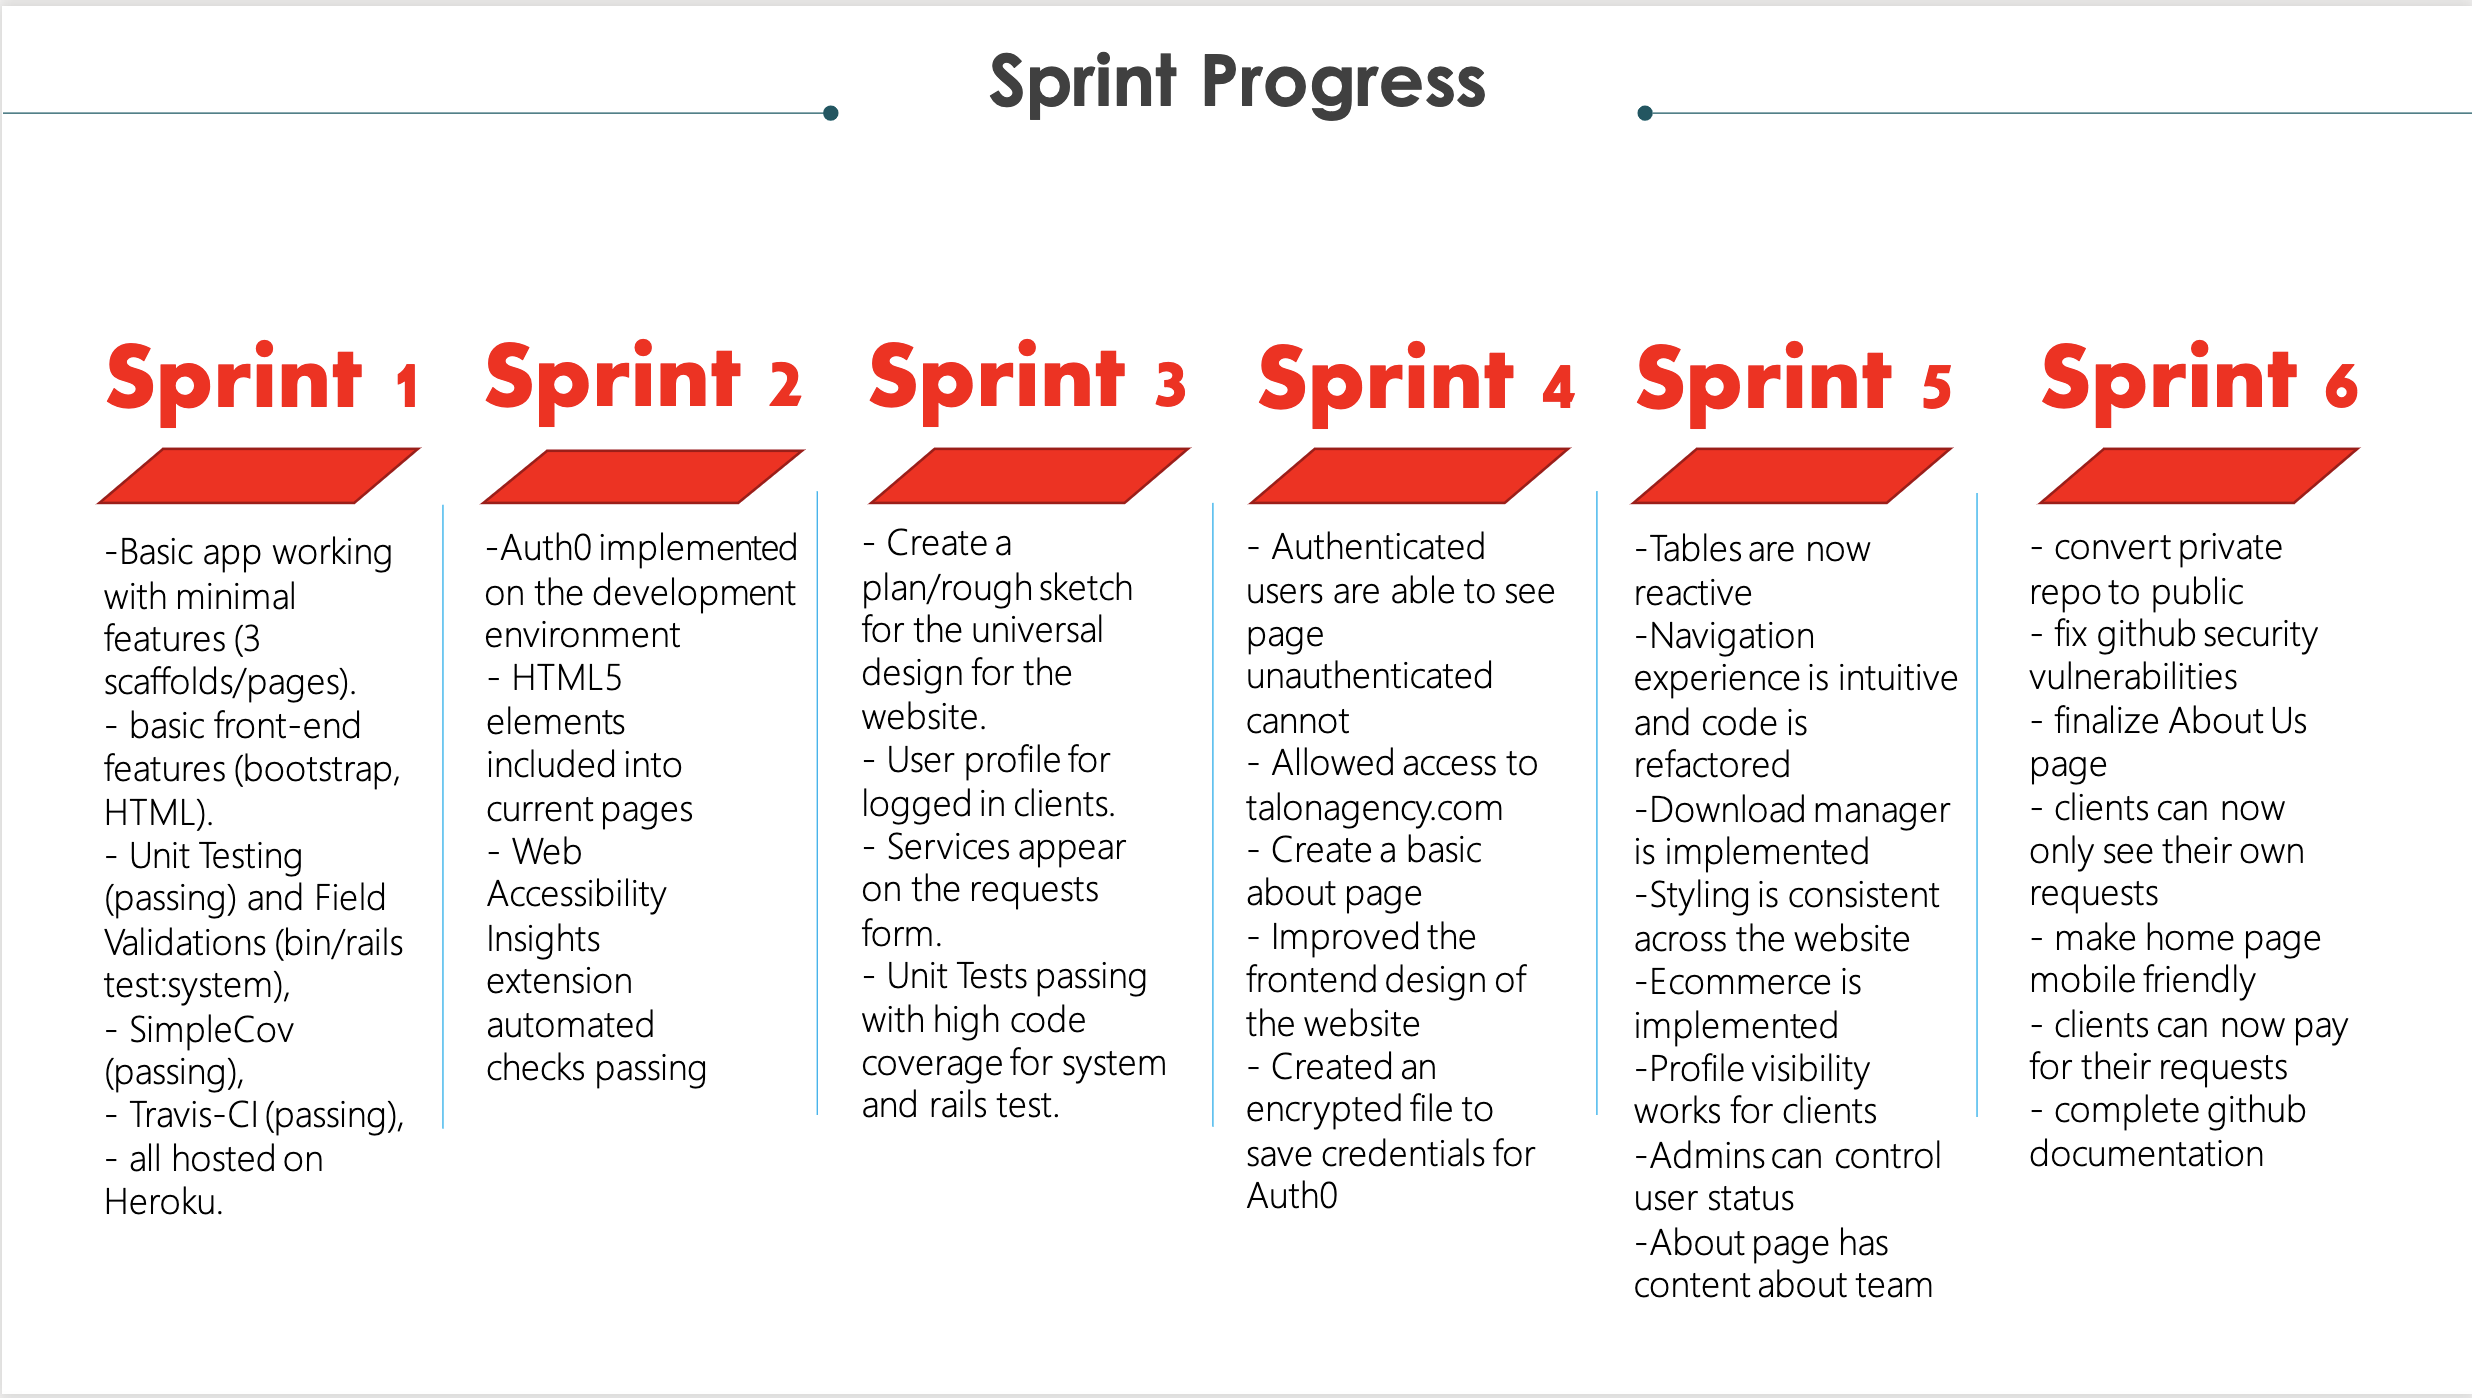 Sprint Progress
Sprint 1
-Basic app working
with minimal
features (3
scaffolds/pages).
- basic front-end
features (bootstrap,
HTML).
- Unit Testing
(passing) and Field
Validations (bin/rails
test:system),
- SimpleCov
(passing),
- Travis-CI (passing),
- all hosted on
Heroku.
Sprint 2
-Auth0 implemented
on the development
environment
- HTML5
elements
included into
current pages
- Web
Accessibility
Insights
extension
automated
checks passing
Sprint 3
- Create a
plan/rough sketch
for the universal
design for the
website.
- User profile for
logged in clients.
- Services appear
on the requests
form.
- Unit Tests passing
with high code
coverage for system
and rails test.
Sprint 4
- Authenticated
users are able to see
page
unauthenticated
cannot
- Allowed access to
talonagency.com
- Create a basic
about page
- Improved the
frontend design of
the website
- Created an
encrypted file to
save credentials for
Auth0
Sprint 5
-Tables are now
reactive
-Navigation
experience is intuitive
and code is
refactored
-Download manager
is implemented
-Styling is consistent
across the website
-Ecommerce is
implemented
-Profile visibility
works for clients
-Admins can control
user status
-About page has
content about team
Sprint 6
- convert private
repo to public
- fix github security
vulnerabilities
- finalize About Us
page
- clients can now
only see their own
requests
- make home page
mobile friendly
- clients can now pay
for their requests
- complete github
documentation